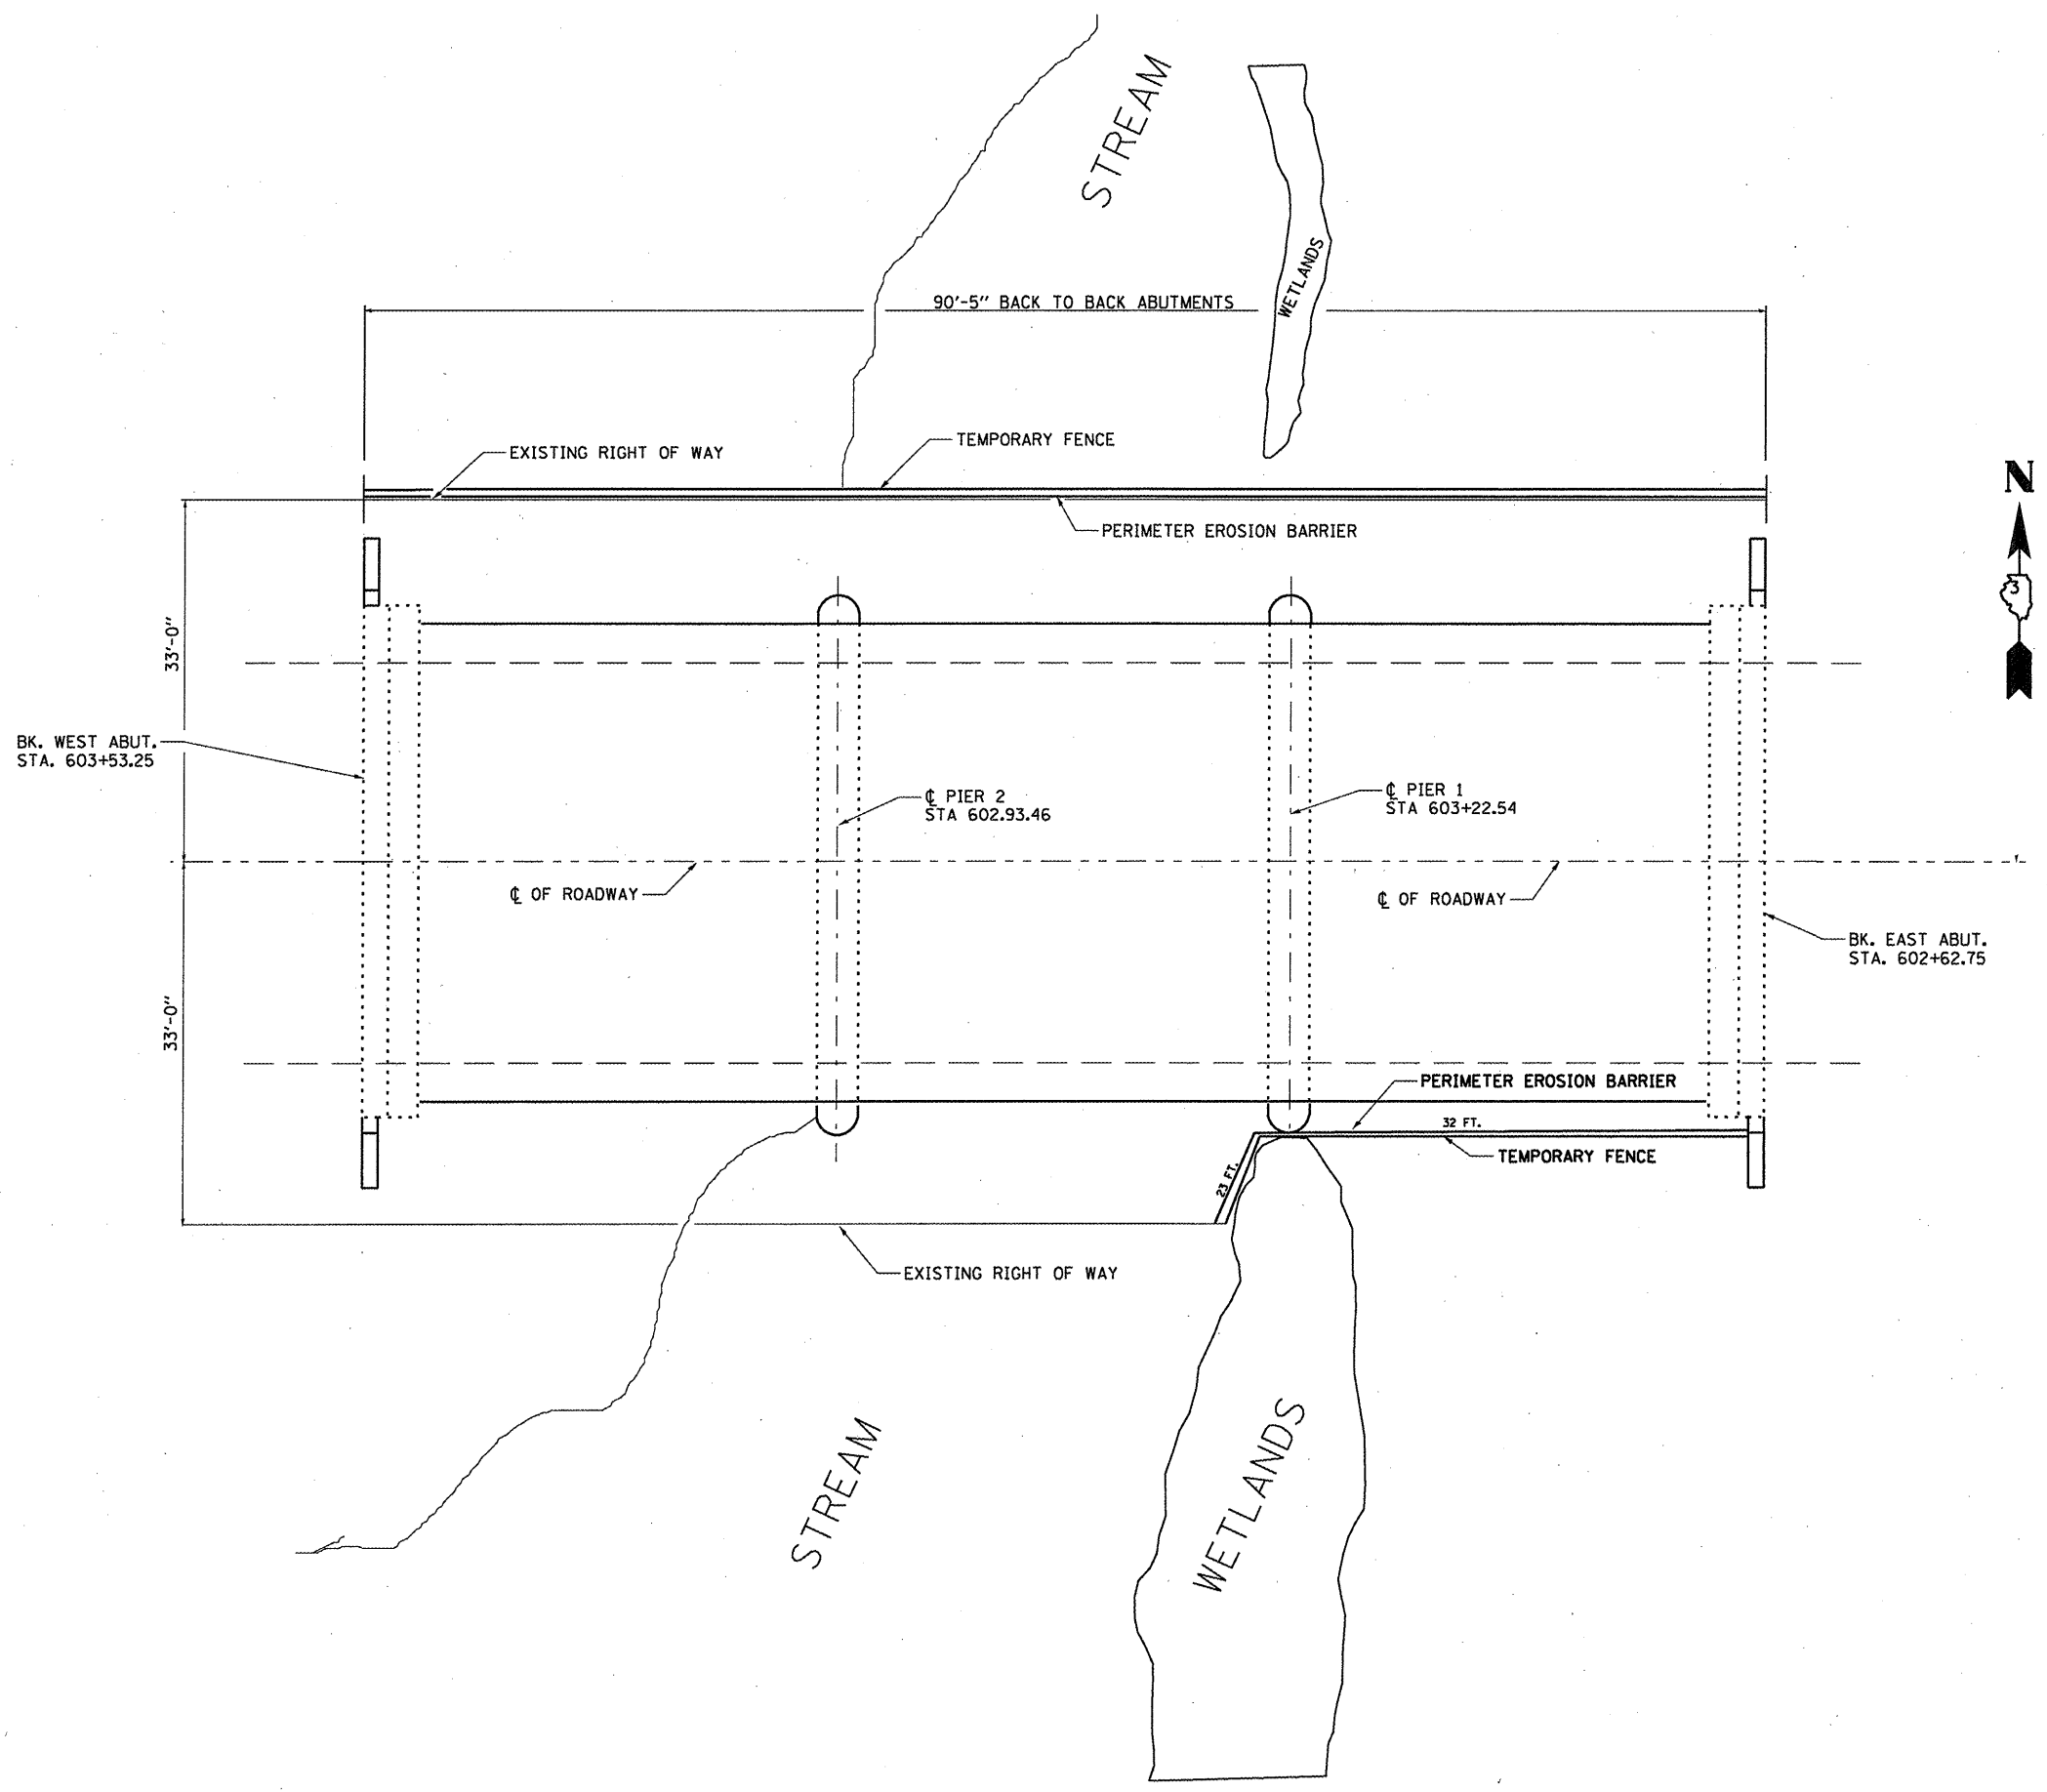 STREAM
WETLANDS
90'-5" BACK TO BACK ABUTMENTS
TEMPORARY FENCE
EXISTING RIGHT OF WAY
N
PERIMETER EROSION BARRIER
3
33'-0"
BK. WEST ABUT.
STA. 603+53.25
℄ PIER 2
STA 602.93.46
℄ PIER 1
STA 603+22.54
℄ OF ROADWAY
℄ OF ROADWAY
BK. EAST ABUT.
STA. 602+62.75
33'-0"
PERIMETER EROSION BARRIER
32 FT.
TEMPORARY FENCE
23 FT.
EXISTING RIGHT OF WAY
STREAM
WETLANDS